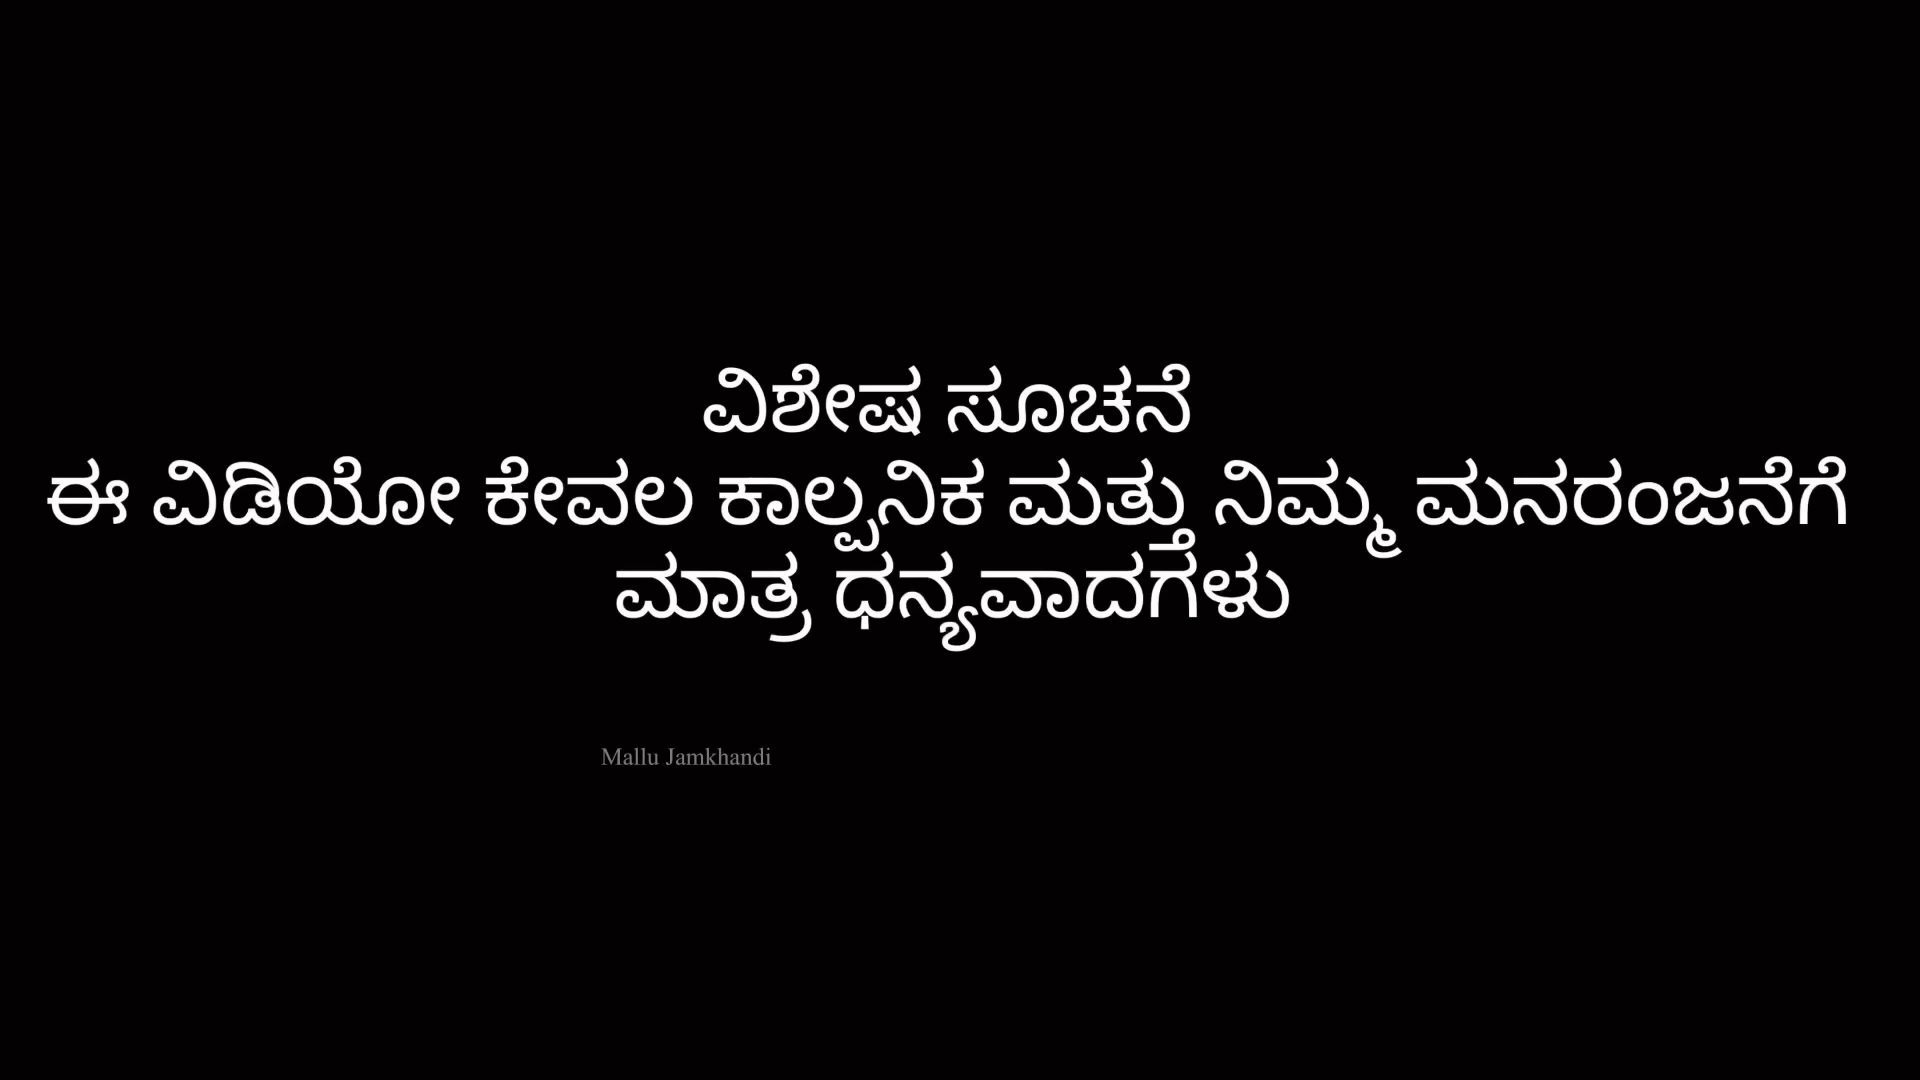 ವಿಶೇಷ ಸೂಚನೆ
ಈ ವಿಡಿಯೋ ಕೇವಲ ಕಾಲ್ಪನಿಕ ಮತ್ತು ನಿಮ್ಮ ಮನರಂಜನೆಗೆ
ಮಾತ್ರ ಧನ್ಯವಾದಗಳು
Mallu Jamkhandi